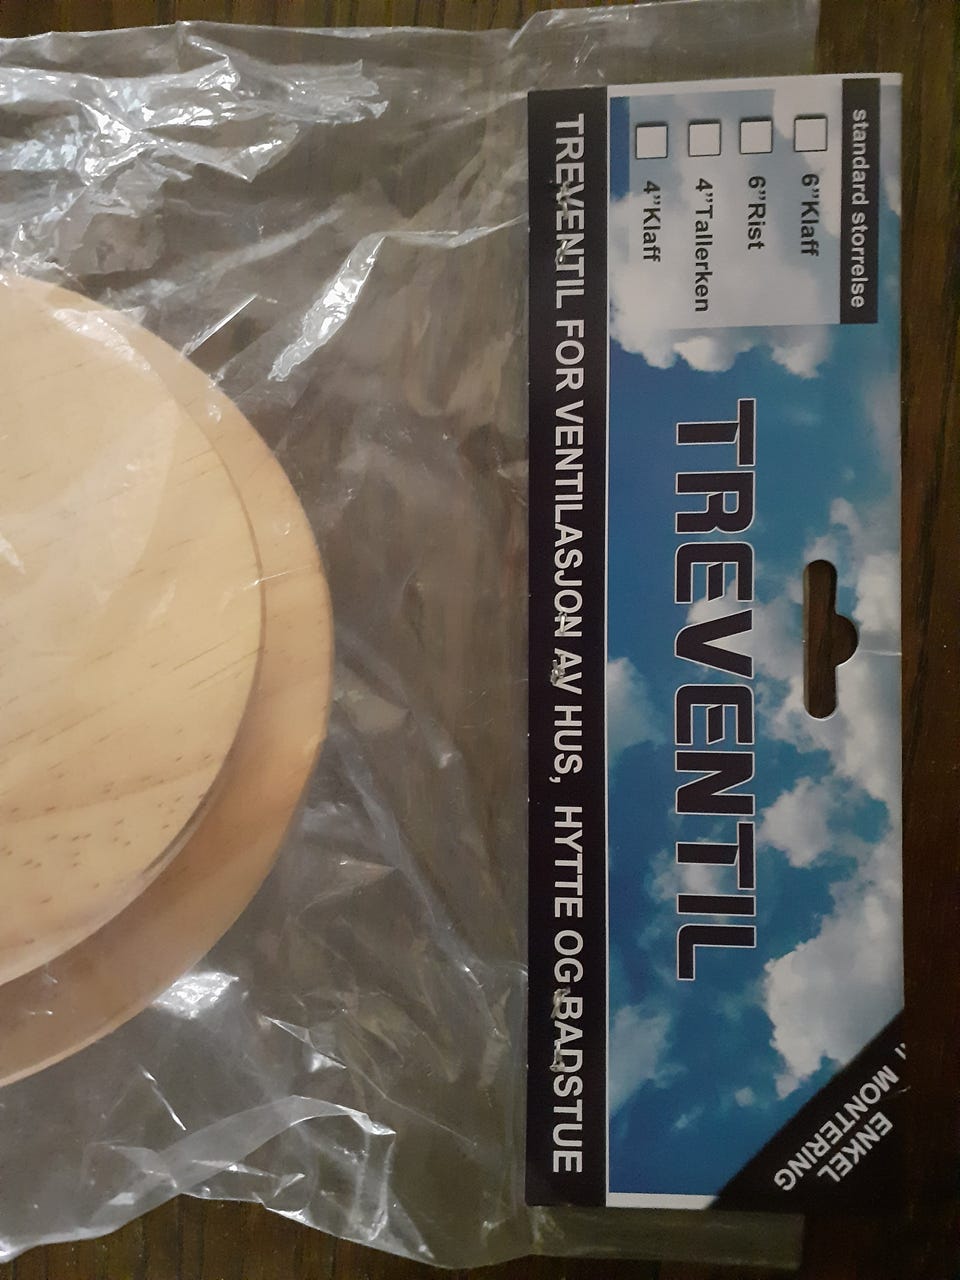 standard storrelse
6”Klaff
6”Rist
4”Tallerken
4”Klaff
TREVENTIL
ENKEL
MONTERING
TREVENTIL FOR VENTILASJON AV HUS, HYTTE OG BADSTUE